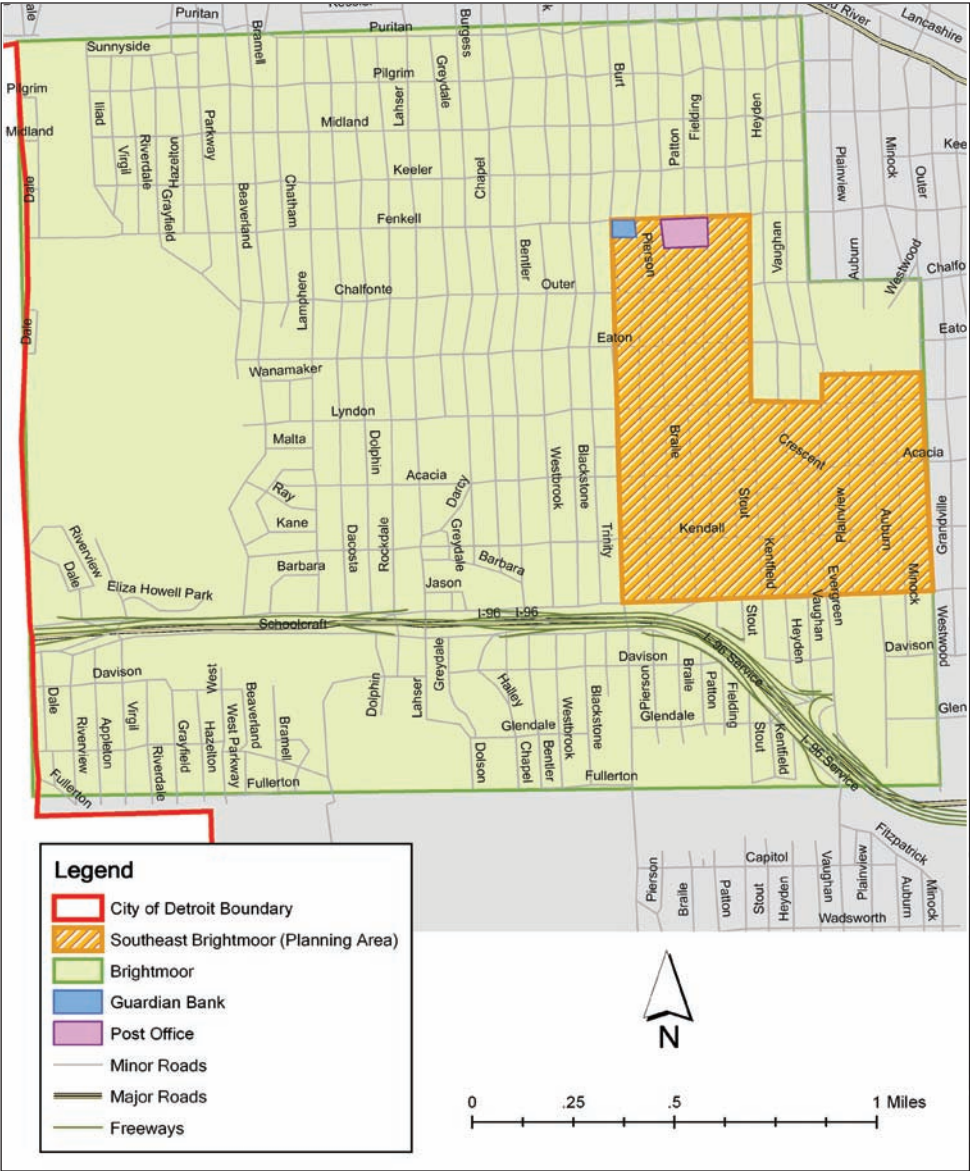 Puritan
Bramell
Puritan
Burgess
k
River
Lancashire
Sunnyside
Pilgrim
Greydale
Burt
Pilgrim
Lahser
Fielding
Heyden
Midland
Iliad
Parkway
Midland
Patton
Virgil
Riverdale
Hazelton
Keeler
Chapel
Plainview
Minock
Outer
Kee
Dale
Grayfield
Beaverland
Chatham
Fenkell
Bentler
Pierson
Vaughan
Auburn
Westwood
Chalfo
Lamphere
Chalfonte
Outer
Dale
Eaton
Eato
Wanamaker
Lyndon
Malta
Dolphin
Westbrook
Blackstone
Braile
Crescent
Acacia
Acacia
Ray
Darcy
Stout
Plainview
Kane
Dacosta
Rockdale
Greydale
Trinity
Kendall
Auburn
Grandville
Riverview
Dale
Barbara
Barbara
Kentfield
Eliza Howell Park
Jason
Evergreen
Minock
Vaughan
Schoolcraft
I-96
I-96
Stout
Heyden
Westwood
I-96 Service
Davison
Davison
West
Greydale
Davison
Dale
Virgil
Beaverland
Dolphin
Lahser
Halley
Blackstone
Pierson
Braile
Patton
Fielding
Riverview
Appleton
Grayfield
Hazelton
West Parkway
Bramell
Glendale
Westbrook
Glendale
Glen
Stout
Kentfield
I-96 Service
Riverdale
Dolson
Chapel
Bentler
Fullerton
Fullerton
Fullerton
Fitzpatrick
Capitol
Pierson
Braile
Patton
Stout
Heyden
Vaughan
Plainview
Auburn
Minock
Wadsworth
Legend
City of Detroit Boundary
Southeast Brightmoor (Planning Area)
Brightmoor
Guardian Bank
Post Office
Minor Roads
Major Roads
Freeways
N
0 .25 .5 1 Miles